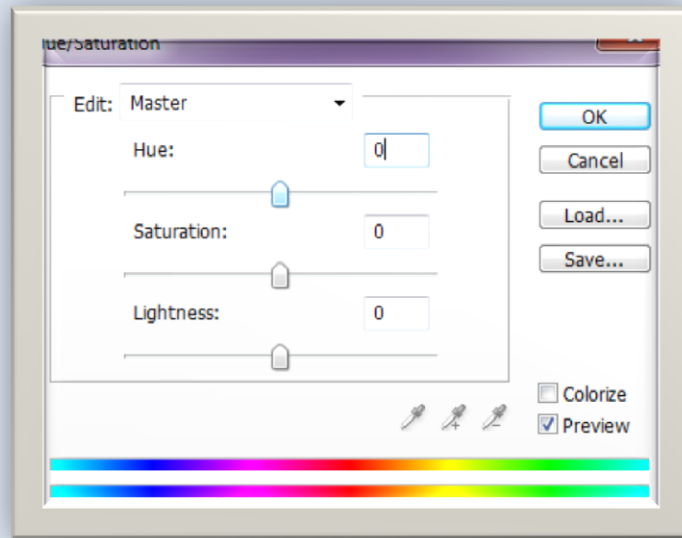 ue/Saturation
Edit: Master
Hue: 0
Saturation: 0
Lightness: 0
OK
Cancel
Load...
Save...
Colorize
Preview